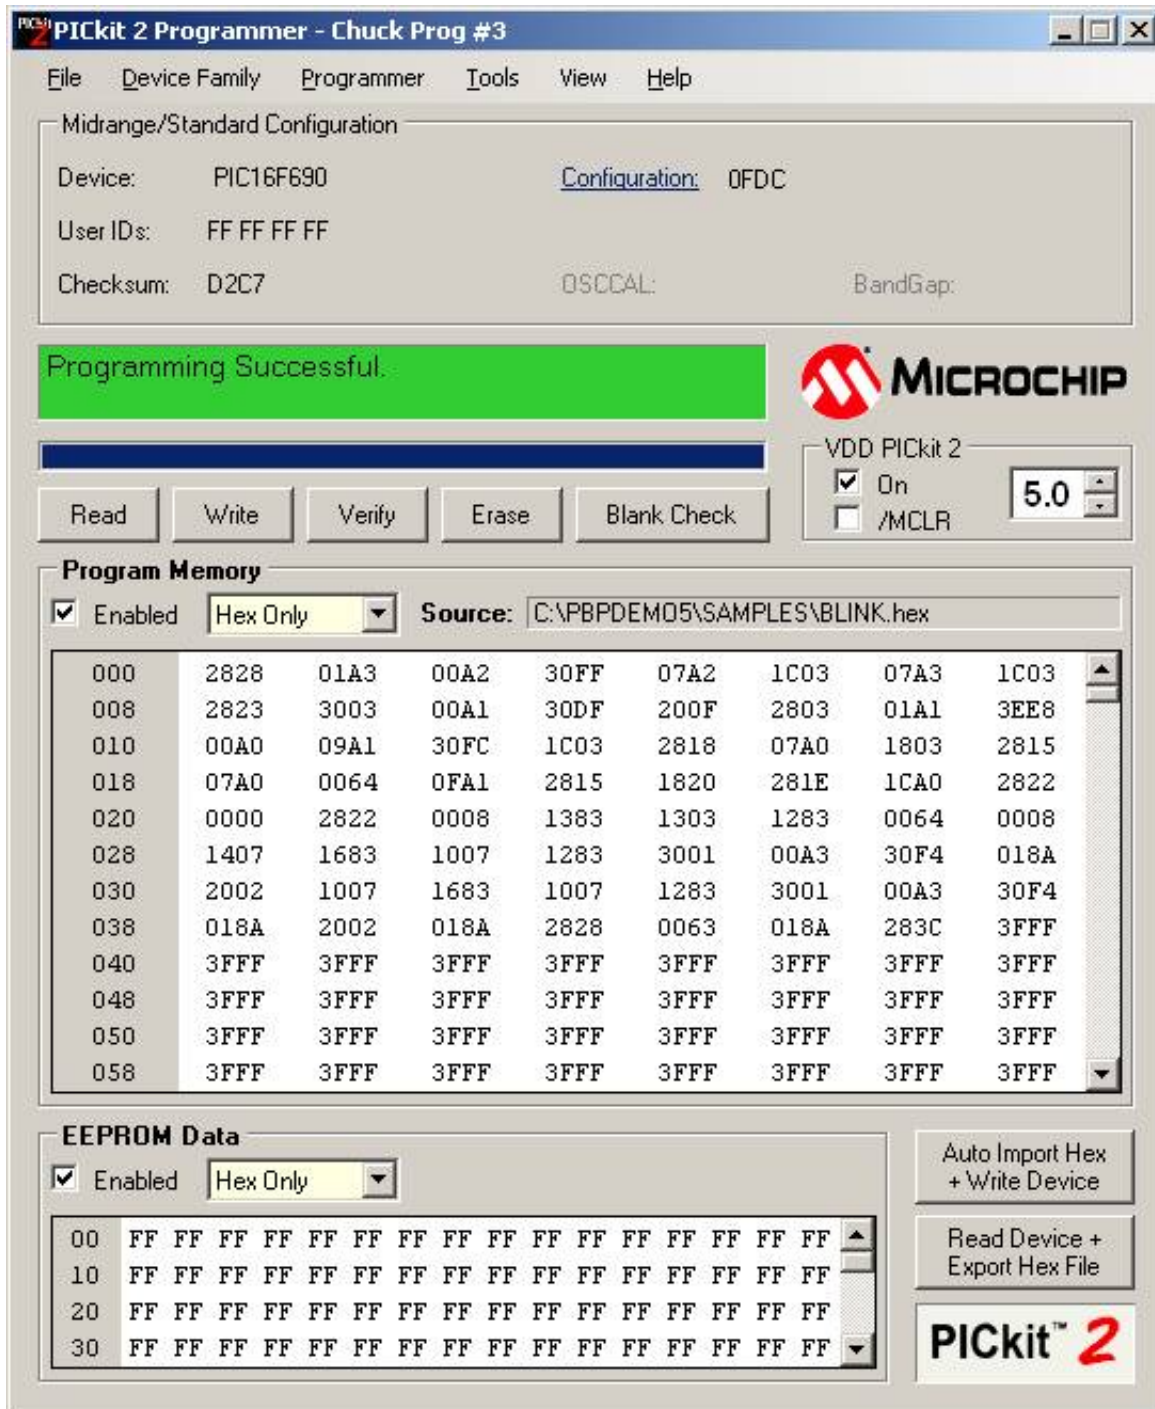 PICkit 2 Programmer - Chuck Prog #3
File Device Family Programmer Tools View Help
Midrange/Standard Configuration
Device: PIC16F690 Configuration: 0FDC
User IDs: FF FF FF FF
Checksum: D2C7 OSCCAL: BandGap:
Programming Successful.
MICROCHIP
VDD PICkit 2
On
/MCLR
5.0
Read Write Verify Erase Blank Check
Program Memory
Enabled Hex Only Source: C:\PBPDEMO5\SAMPLES\BLINK.hex
000 2828 01A3 00A2 30FF 07A2 1C03 07A3 1C03
008 2823 3003 00A1 30DF 200F 2803 01A1 3EE8
010 00A0 09A1 30FC 1C03 2818 07A0 1803 2815
018 07A0 0064 0FA1 2815 1820 281E 1CA0 2822
020 0000 2822 0008 1383 1303 1283 0064 0008
028 1407 1683 1007 1283 3001 00A3 30F4 018A
030 2002 1007 1683 1007 1283 3001 00A3 30F4
038 018A 2002 018A 2828 0063 018A 283C 3FFF
040 3FFF 3FFF 3FFF 3FFF 3FFF 3FFF 3FFF 3FFF
048 3FFF 3FFF 3FFF 3FFF 3FFF 3FFF 3FFF 3FFF
050 3FFF 3FFF 3FFF 3FFF 3FFF 3FFF 3FFF 3FFF
058 3FFF 3FFF 3FFF 3FFF 3FFF 3FFF 3FFF 3FFF
EEPROM Data
Enabled Hex Only
00 FF FF FF FF FF FF FF FF FF FF FF FF FF FF FF FF
10 FF FF FF FF FF FF FF FF FF FF FF FF FF FF FF FF
20 FF FF FF FF FF FF FF FF FF FF FF FF FF FF FF FF
30 FF FF FF FF FF FF FF FF FF FF FF FF FF FF FF FF
Auto Import Hex
+ Write Device
Read Device +
Export Hex File
PICkit™ 2